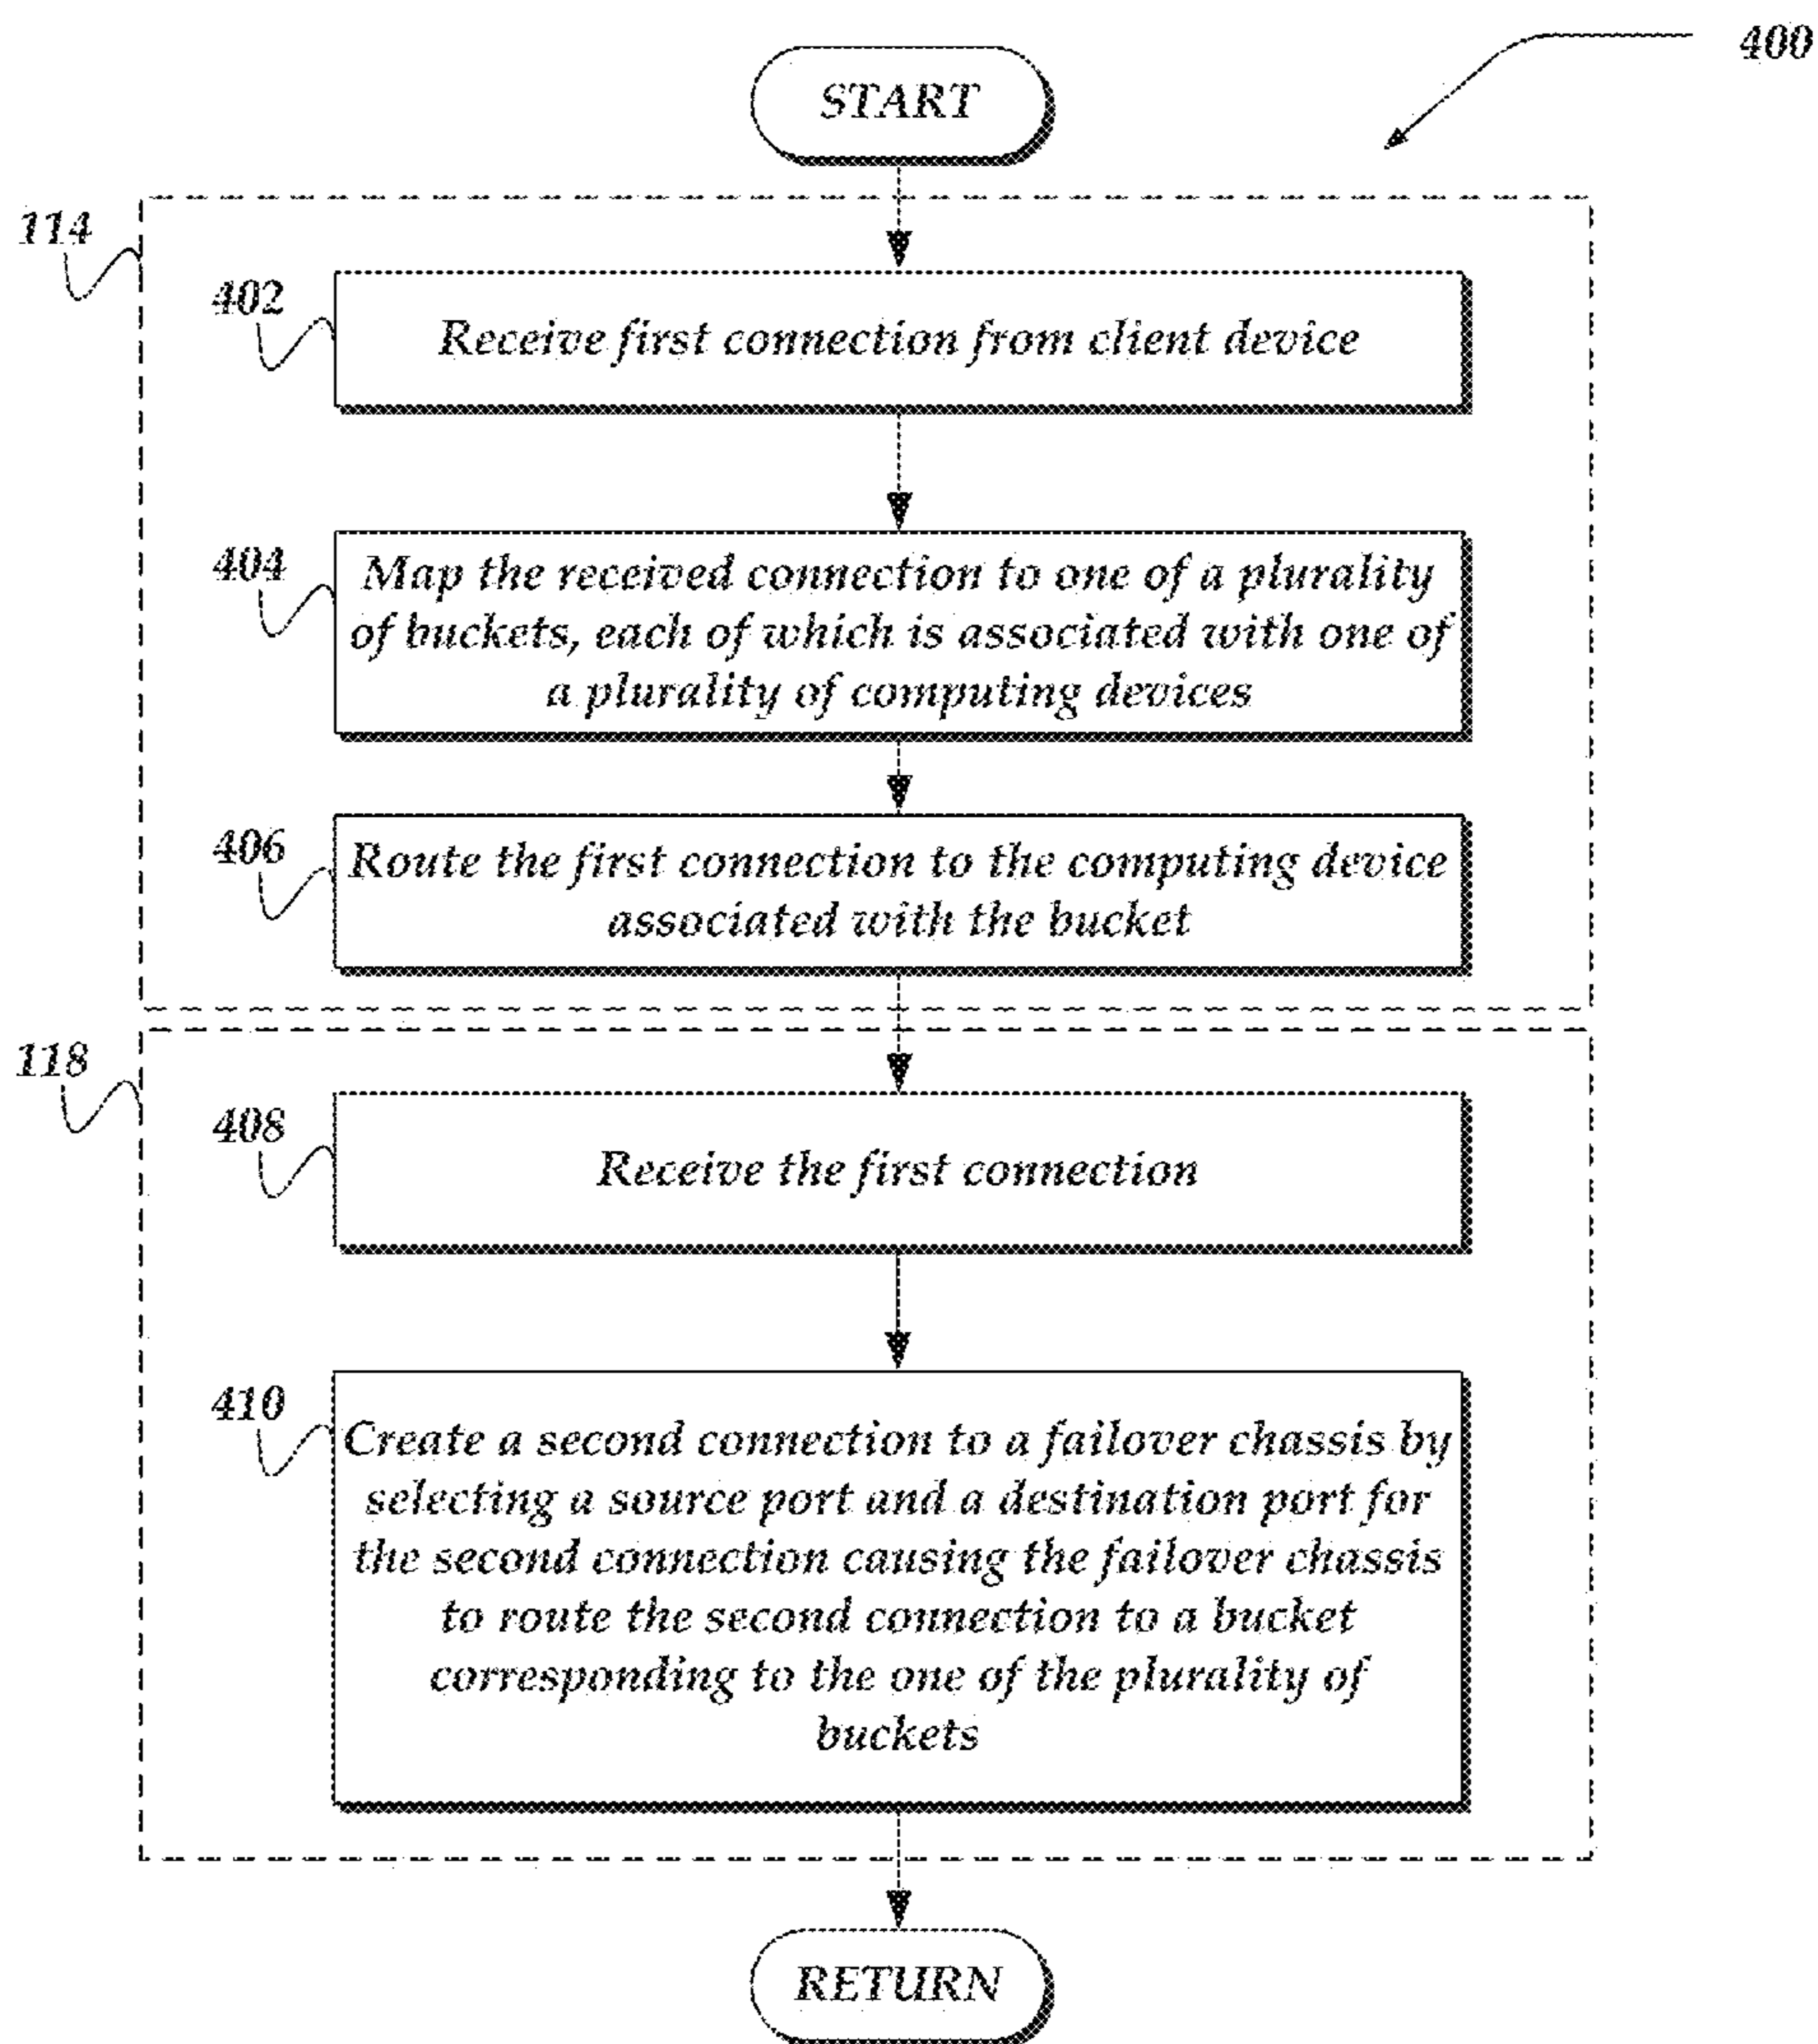 400
START
114
402
Receive first connection from client device
404
Map the received connection to one of a plurality
of buckets, each of which is associated with one of
a plurality of computing devices
406
Route the first connection to the computing device
associated with the bucket
118
408
Receive the first connection
410
Create a second connection to a failover chassis by
selecting a source port and a destination port for
the second connection causing the failover chassis
to route the second connection to a bucket
corresponding to the one of the plurality of
buckets
RETURN